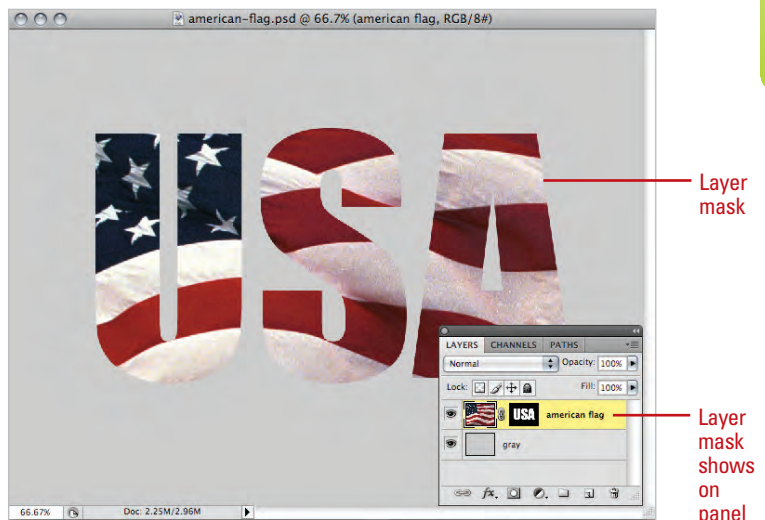 american-flag.psd @ 66.7% (american flag, RGB/8#)
USA
Layer
mask
LAYERS CHANNELS PATHS
Normal Opacity: 100%
Lock: Fill: 100%
USA american flag
gray
fx.
Layer
mask
shows
on
panel
66.67% Doc: 2.25M/2.96M